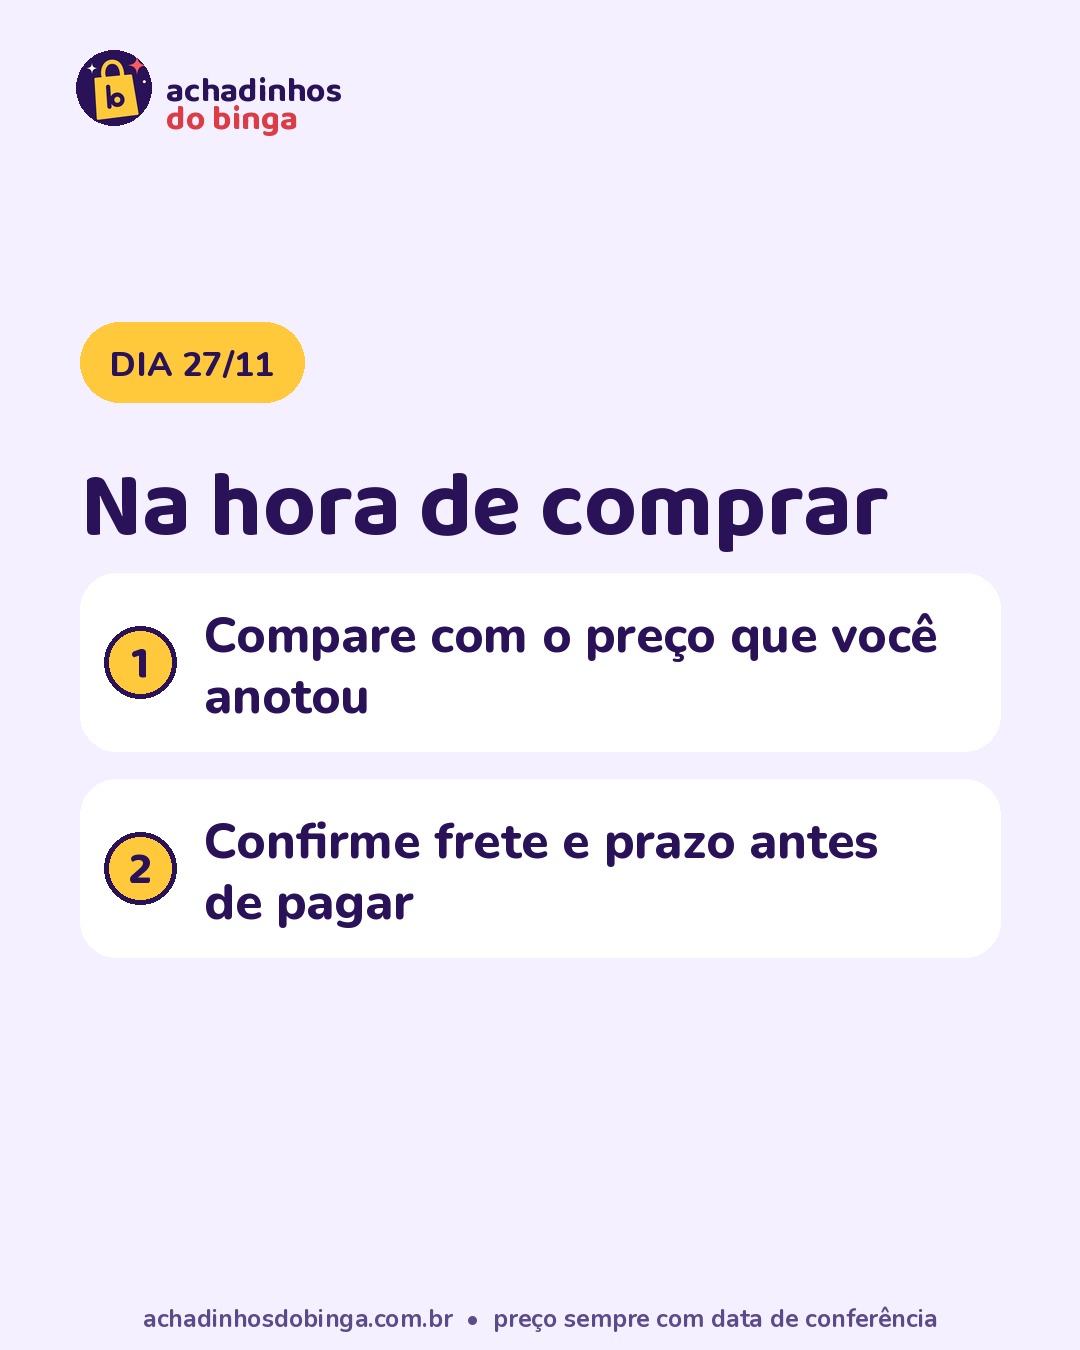 b
achadinhos
do binga
DIA 27/11
Na hora de comprar
1
Compare com o preço que você
anotou
2
Confirme frete e prazo antes
de pagar
achadinhosdobinga.com.br • preço sempre com data de conferência